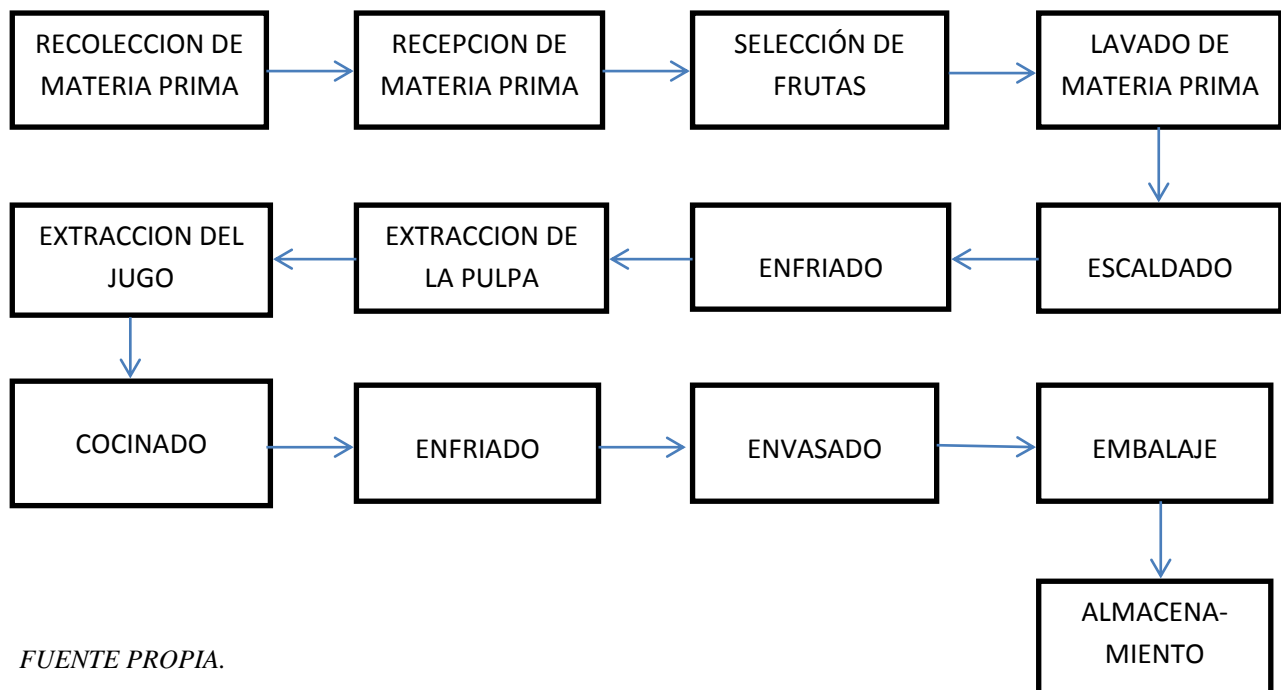 RECOLECCION DE
MATERIA PRIMA
RECEPCION DE
MATERIA PRIMA
SELECCIÓN DE
FRUTAS
LAVADO DE
MATERIA PRIMA
ESCALDADO
ENFRIADO
EXTRACCION DE
LA PULPA
EXTRACCION DEL
JUGO
COCINADO
ENFRIADO
ENVASADO
EMBALAJE
ALMACENA-
MIENTO
FUENTE PROPIA.